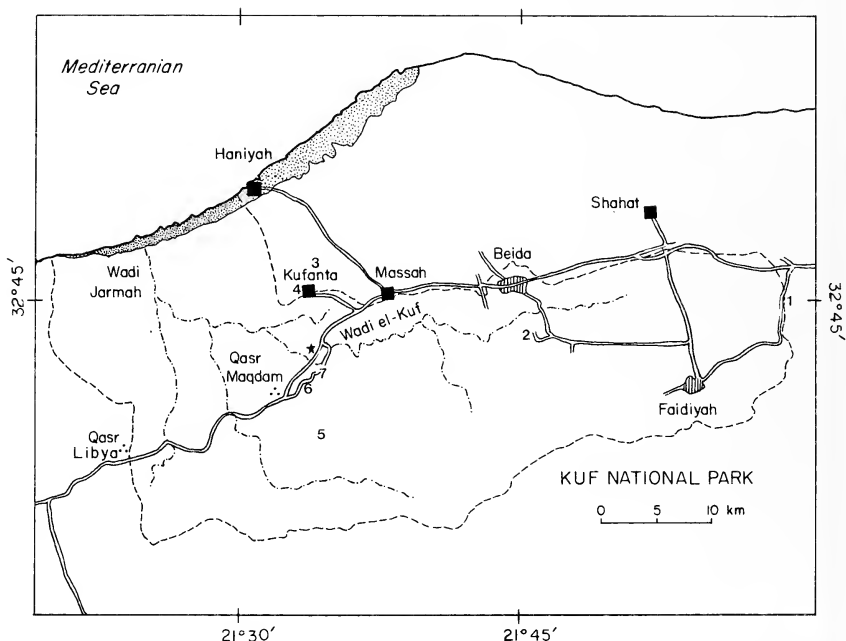 Mediterranian
Sea
Haniyah
Shahat
Beida
Wadi
Jarmah
3
Kufanta
4
Massah
32°45'
32°45'
1
Wadi el-Kuf
2
Qasr
Maqdam
7
6
Faidiyah
5
Qasr
Libya
KUF NATIONAL PARK
0 5 10 km
21°30'
21°45'